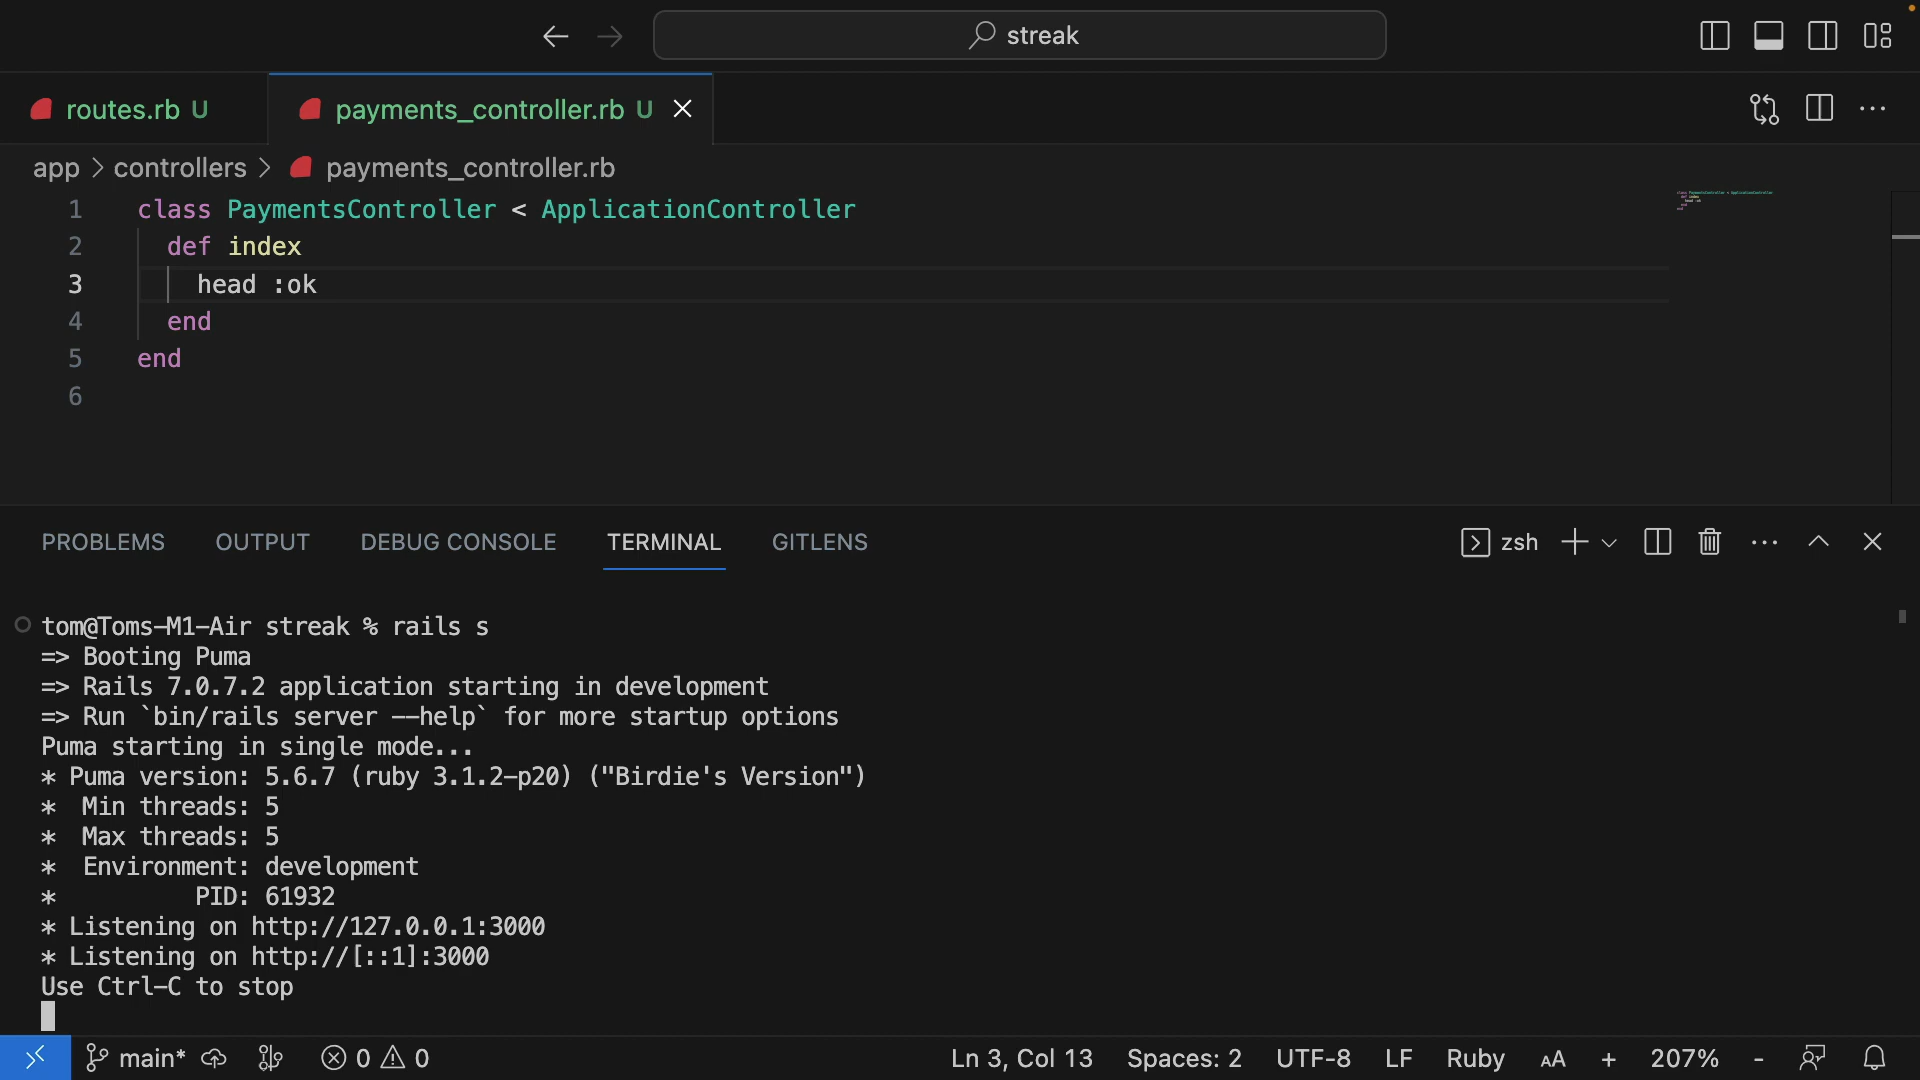 streak
routes.rb U
payments_controller.rb U
app > controllers > payments_controller.rb
1 class PaymentsController < ApplicationController
2 def index
3 head :ok
4 end
5 end
6
PROBLEMS OUTPUT DEBUG CONSOLE TERMINAL GITLENS zsh
tom@Toms-M1-Air streak % rails s
=> Booting Puma
=> Rails 7.0.7.2 application starting in development
=> Run `bin/rails server --help` for more startup options
Puma starting in single mode...
* Puma version: 5.6.7 (ruby 3.1.2-p20) ("Birdie's Version")
* Min threads: 5
* Max threads: 5
* Environment: development
* PID: 61932
* Listening on http://127.0.0.1:3000
* Listening on http://[::1]:3000
Use Ctrl-C to stop
main* 0 0 Ln 3, Col 13 Spaces: 2 UTF-8 LF Ruby AA + 207% -